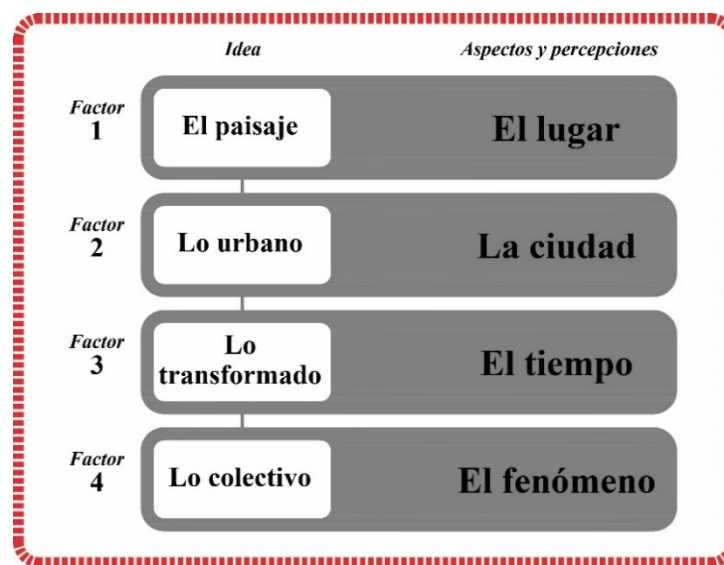 Idea Aspectos y percepciones
Factor
1
El paisaje
El lugar
Factor
2
Lo urbano
La ciudad
Factor
3
Lo
transformado
El tiempo
Factor
4
Lo colectivo
El fenómeno